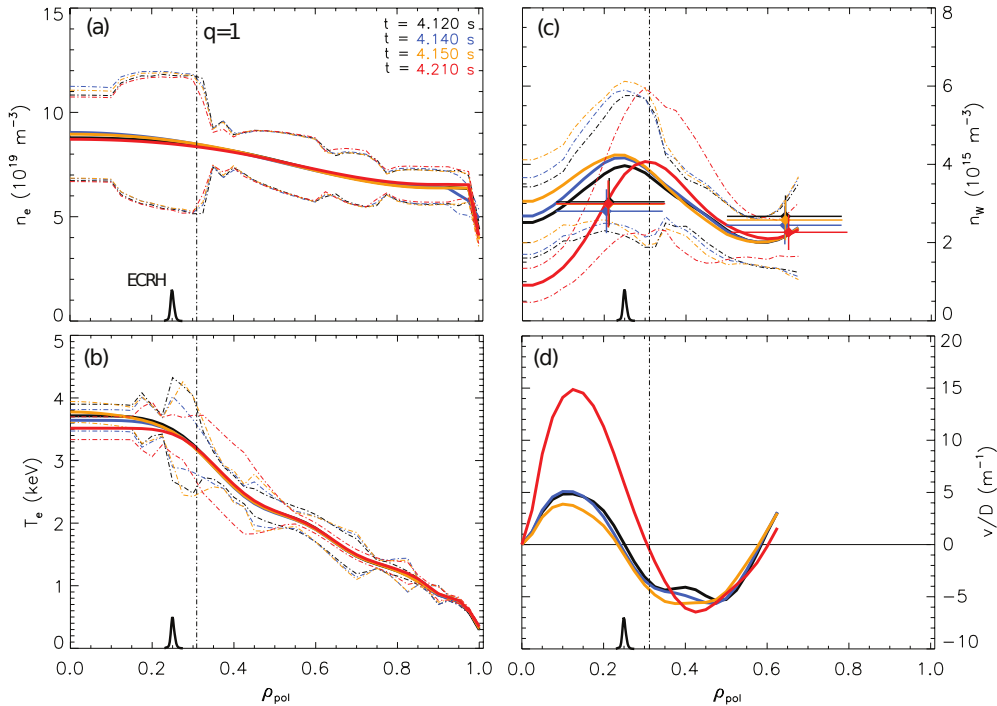 (a)
q=1
t = 4.120 s
t = 4.140 s
t = 4.150 s
t = 4.210 s
15
10
5
0
n_e (10^19 m^-3)
ECRH
(c)
8
6
4
2
0
n_W (10^15 m^-3)
(b)
5
4
3
2
1
0
T_e (keV)
0.0 0.2 0.4 0.6 0.8 1.0
ρ_pol
(d)
20
15
10
5
0
−5
−10
v/D (m^-1)
0.0 0.2 0.4 0.6 0.8 1.0
ρ_pol